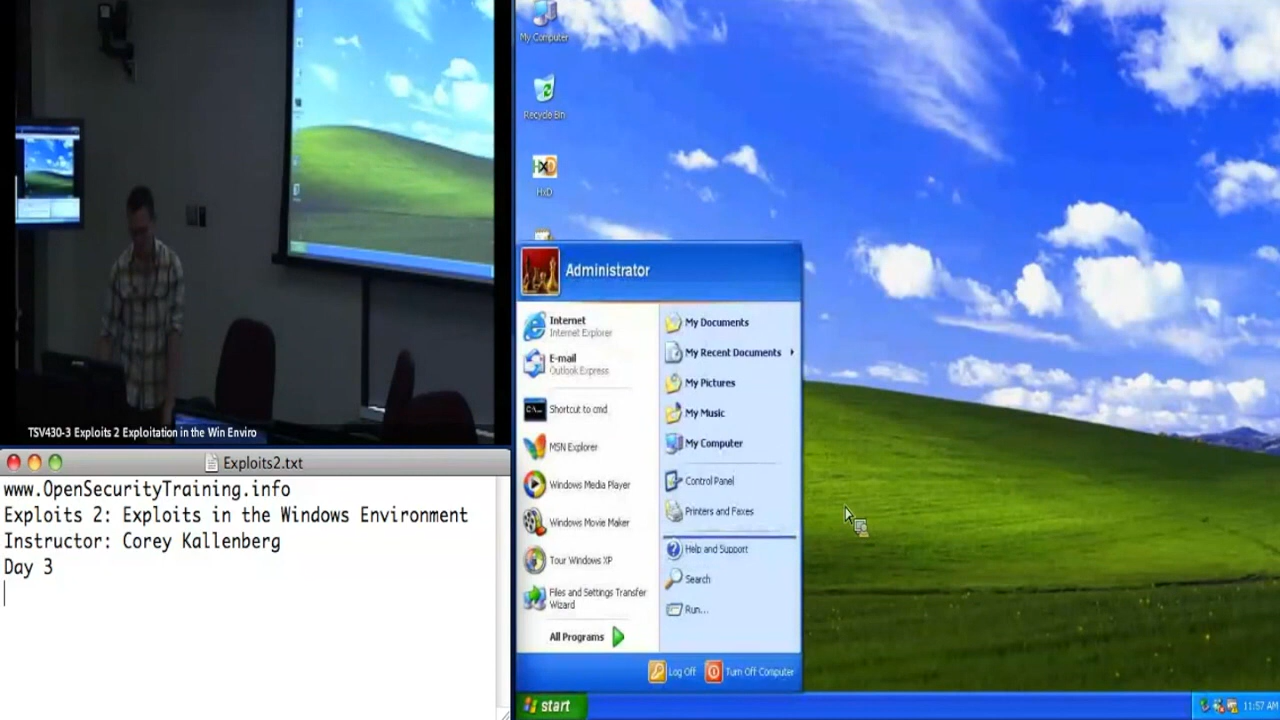 TSV430-3 Exploits 2 Exploitation in the Win Enviro
Exploits2.txt
www.OpenSecurityTraining.info
Exploits 2: Exploits in the Windows Environment
Instructor: Corey Kallenberg
Day 3
My Computer
Recycle Bin
HxD
Administrator
Internet
Internet Explorer
E-mail
Outlook Express
Shortcut to cmd
MSN Explorer
Windows Media Player
Windows Movie Maker
Tour Windows XP
Files and Settings Transfer
Wizard
All Programs
My Documents
My Recent Documents
My Pictures
My Music
My Computer
Control Panel
Printers and Faxes
Help and Support
Search
Run...
Log Off
Turn Off Computer
start
11:57 AM